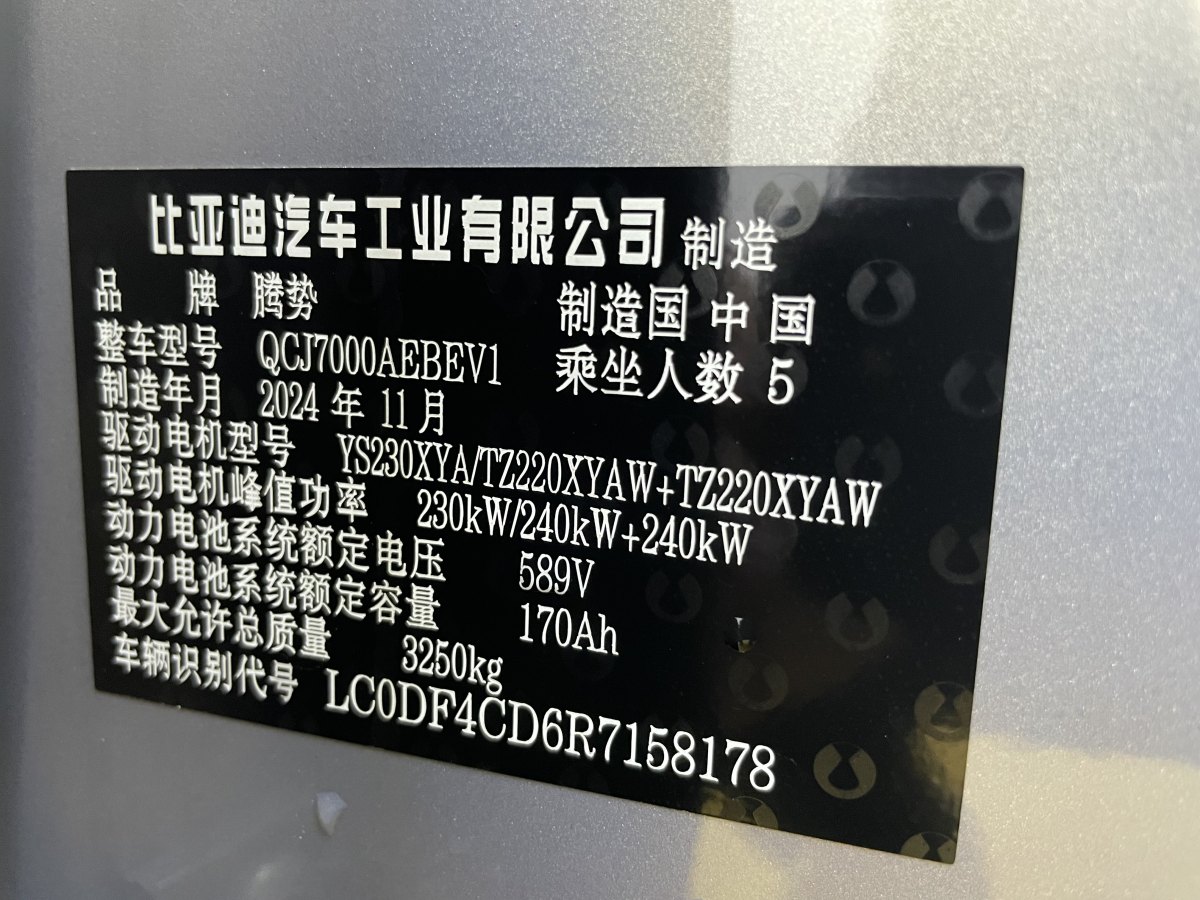 比亚迪汽车工业有限公司 制造
品 牌 腾势 制造国 中国
整车型号 QCJ7000AEBEV1 乘坐人数 5
制造年月 2024 年 11 月
驱动电机型号 YS230XYA/TZ220XYAW+TZ220XYAW
驱动电机峰值功率 230kW/240kW+240kW
动力电池系统额定电压 589V
动力电池系统额定容量 170Ah
最大允许总质量 3250kg
车辆识别代号 LC0DF4CD6R7158178